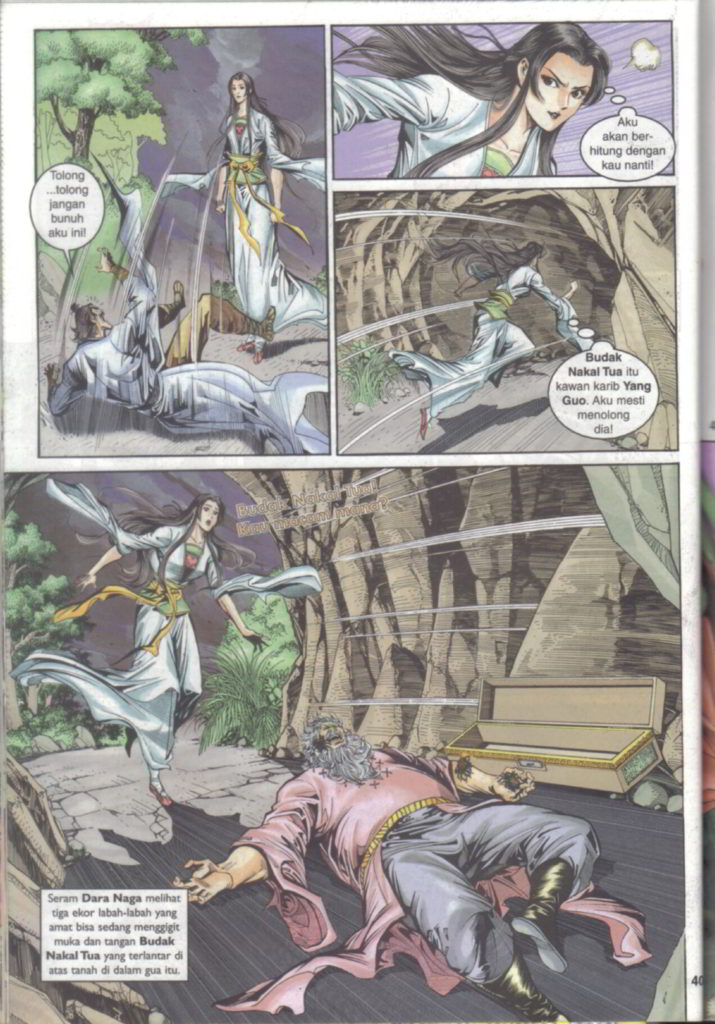 Tolong
...tolong
jangan
bunuh
aku ini!
Aku
akan ber-
hitung dengan
kau nanti!
Budak
Nakal Tua itu
kawan karib Yang
Guo. Aku mesti
menolong
dia!
Budak Nakal Tua!
Kau macam mana?
Seram Dara Naga melihat
tiga ekor labah-labah yang
amat bisa sedang menggigit
muka dan tangan Budak
Nakal Tua yang terlantar di
atas tanah di dalam gua itu.
40